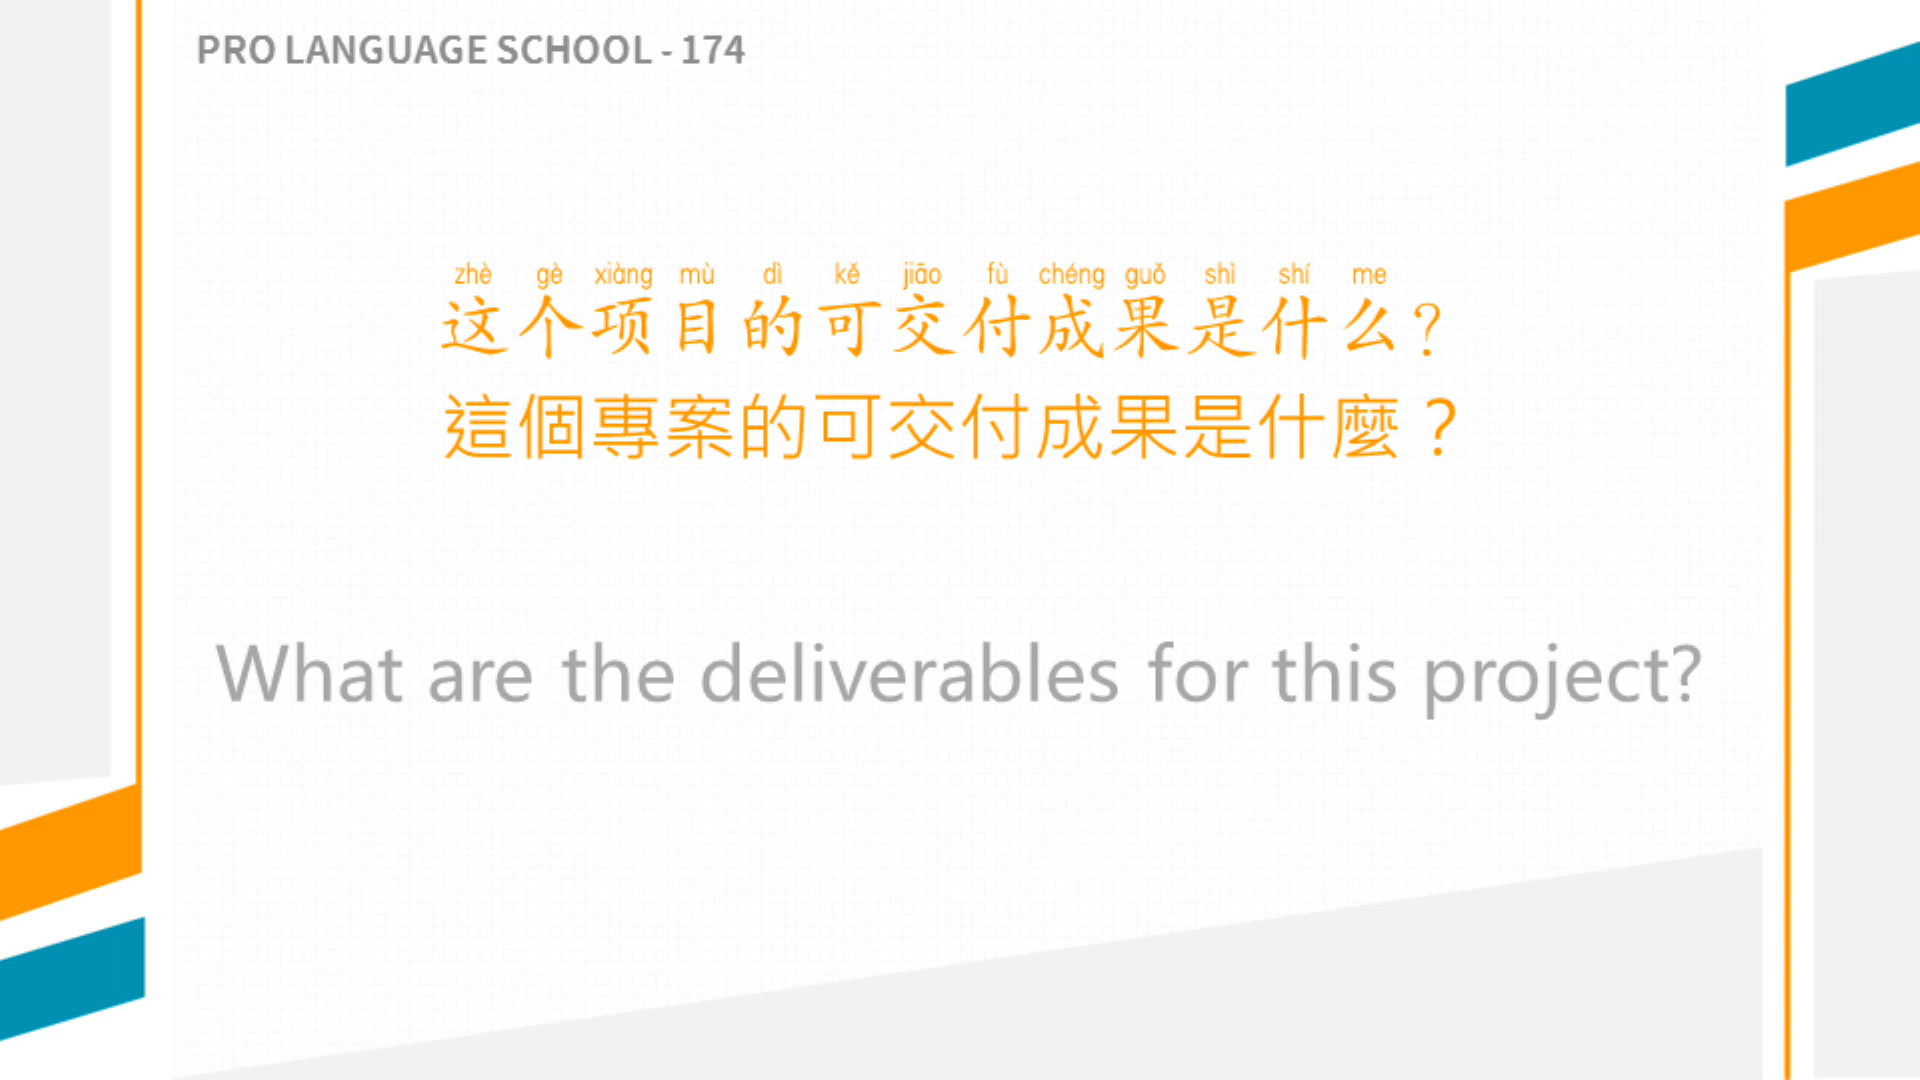 PRO LANGUAGE SCHOOL - 174
zhè gè xiàng mù dì kě jiāo fù chéng guǒ shì shí me
这个项目的可交付成果是什么？
這個專案的可交付成果是什麼？
What are the deliverables for this project?